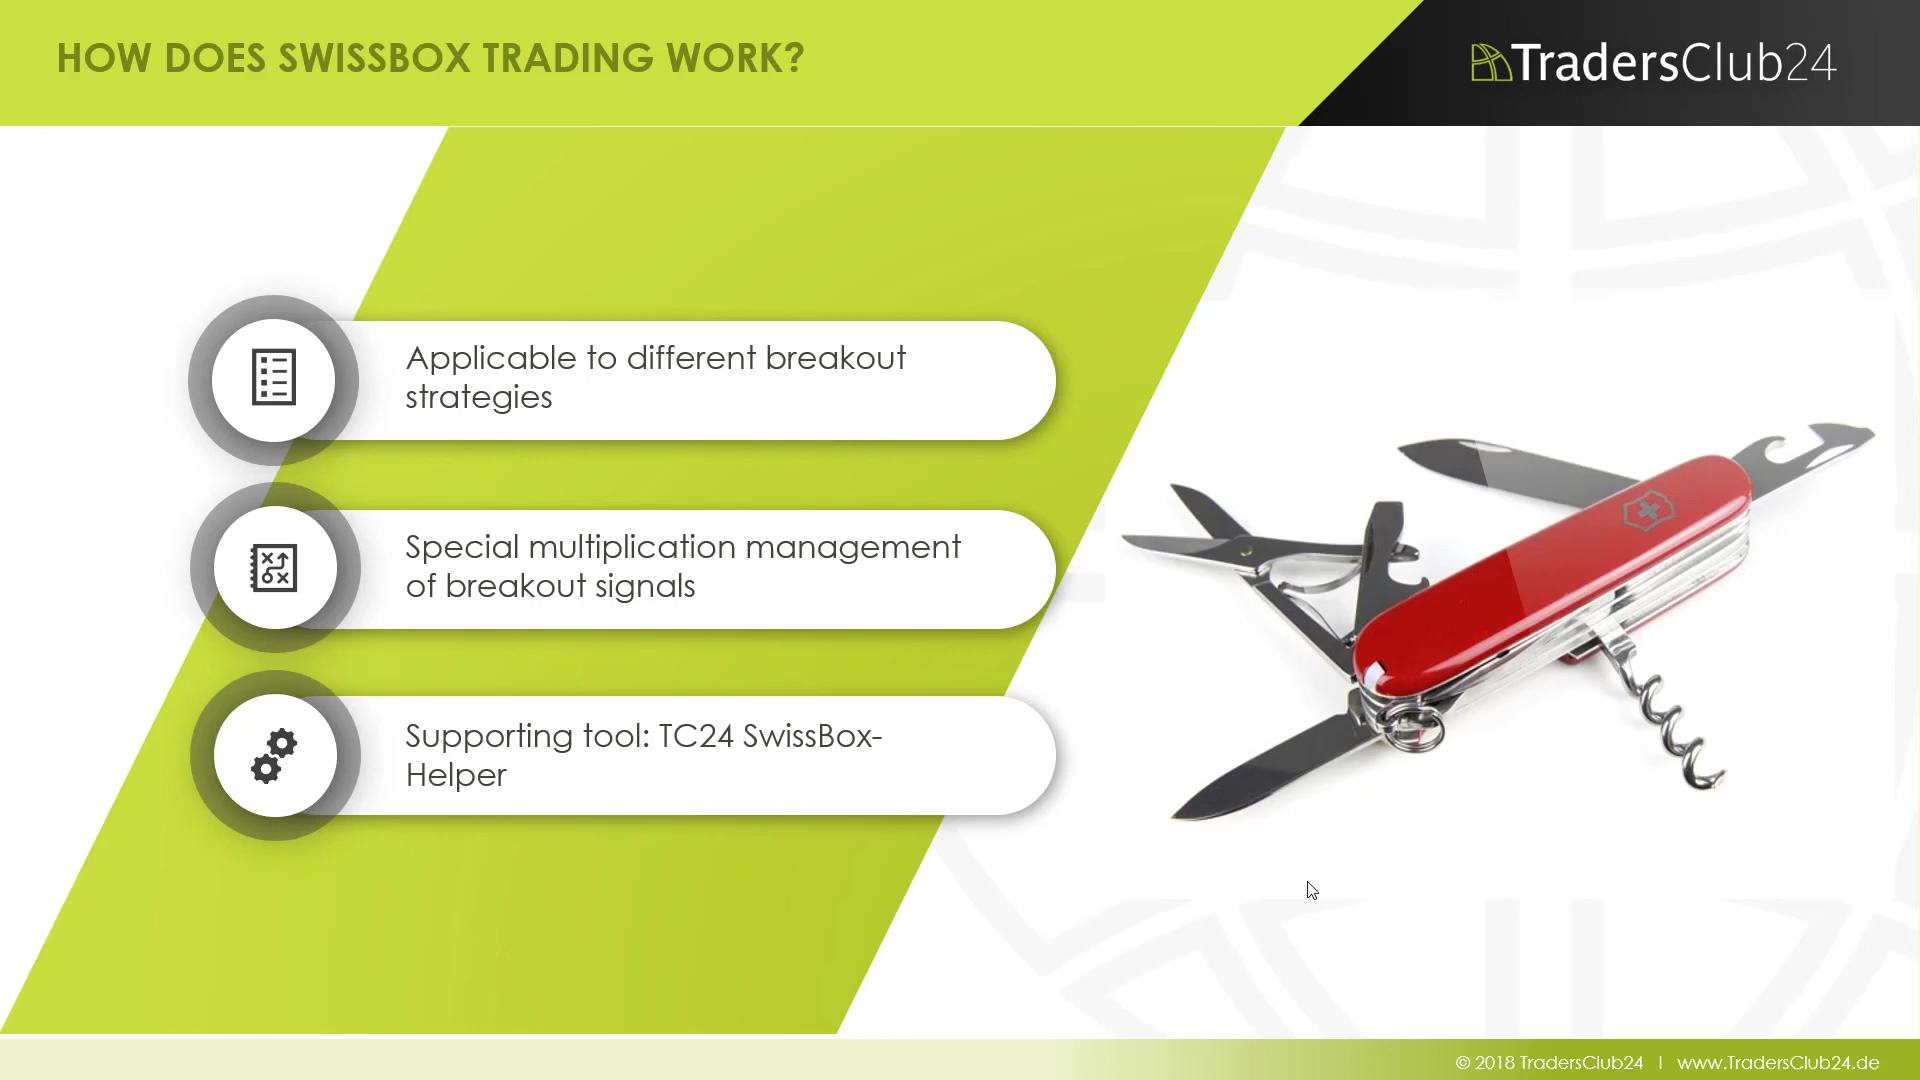 HOW DOES SWISSBOX TRADING WORK?
TradersClub24
Applicable to different breakout
strategies
Special multiplication management
of breakout signals
Supporting tool: TC24 SwissBox-
Helper
© 2018 TradersClub24 | www.TradersClub24.de